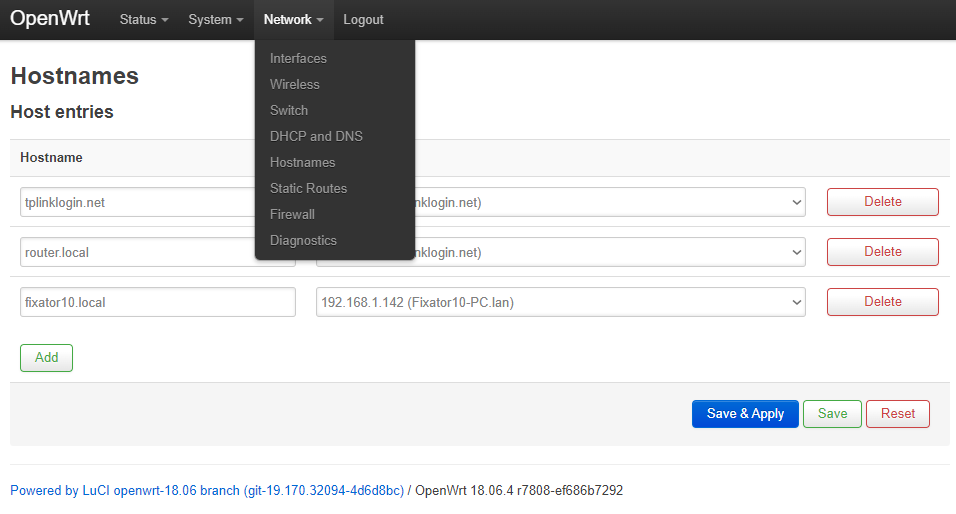 OpenWrt Status System Network Logout
Interfaces
Wireless
Switch
DHCP and DNS
Hostnames
Static Routes
Firewall
Diagnostics
Hostnames
Host entries
Hostname
tplinklogin.net nklogin.net) Delete
router.local nklogin.net) Delete
fixator10.local 192.168.1.142 (Fixator10-PC.lan) Delete
Add
Save & Apply Save Reset
Powered by LuCI openwrt-18.06 branch (git-19.170.32094-4d6d8bc) / OpenWrt 18.06.4 r7808-ef686b7292